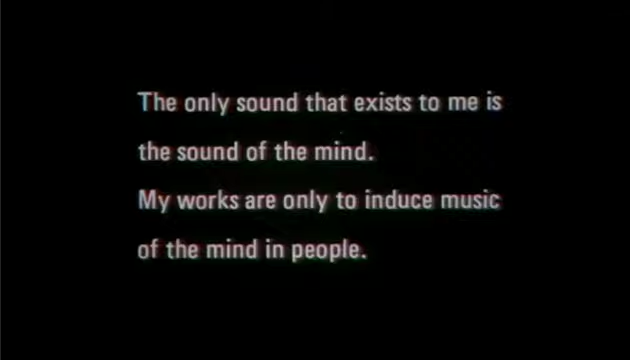 The only sound that exists to me is
the sound of the mind.
My works are only to induce music
of the mind in people.